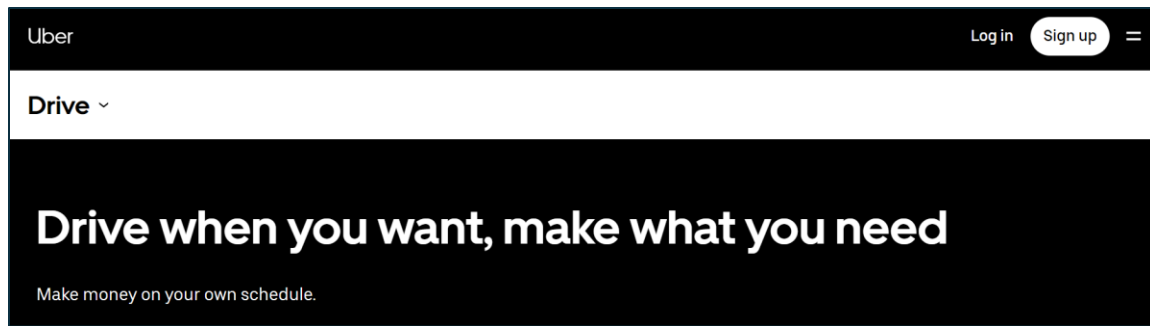 Uber
Log in
Sign up
Drive
Drive when you want, make what you need
Make money on your own schedule.